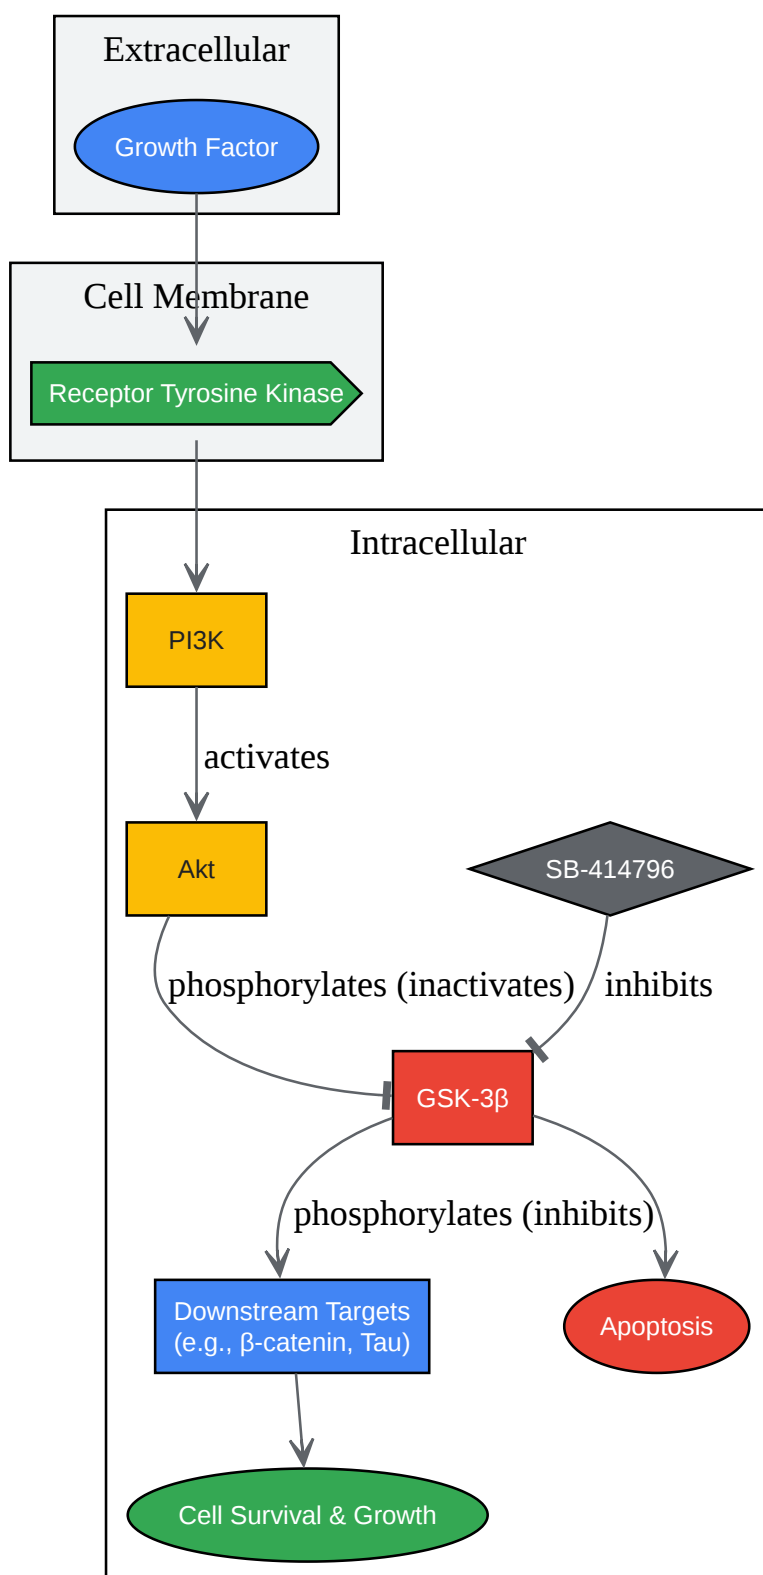 Extracellular
Growth Factor
Cell Membrane
Receptor Tyrosine Kinase
Intracellular
PI3K
activates
Akt
SB-414796
phosphorylates (inactivates)
inhibits
GSK-3β
phosphorylates (inhibits)
Downstream Targets
(e.g., β-catenin, Tau)
Apoptosis
Cell Survival & Growth